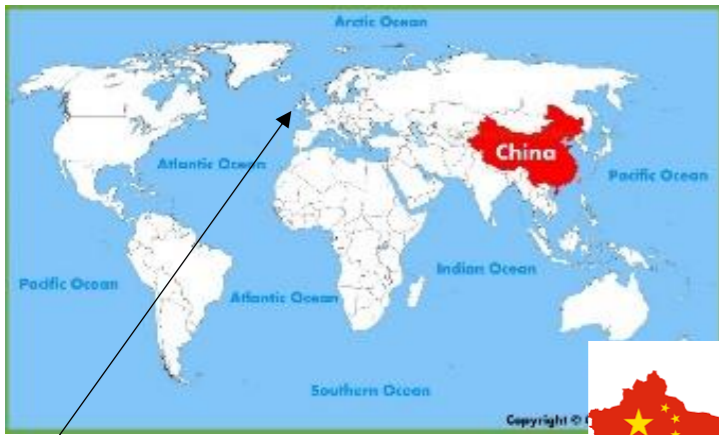 Arctic Ocean
China
Atlantic Ocean
Pacific Ocean
Pacific Ocean
Indian Ocean
Atlantic Ocean
Southern Ocean
Copyright ©